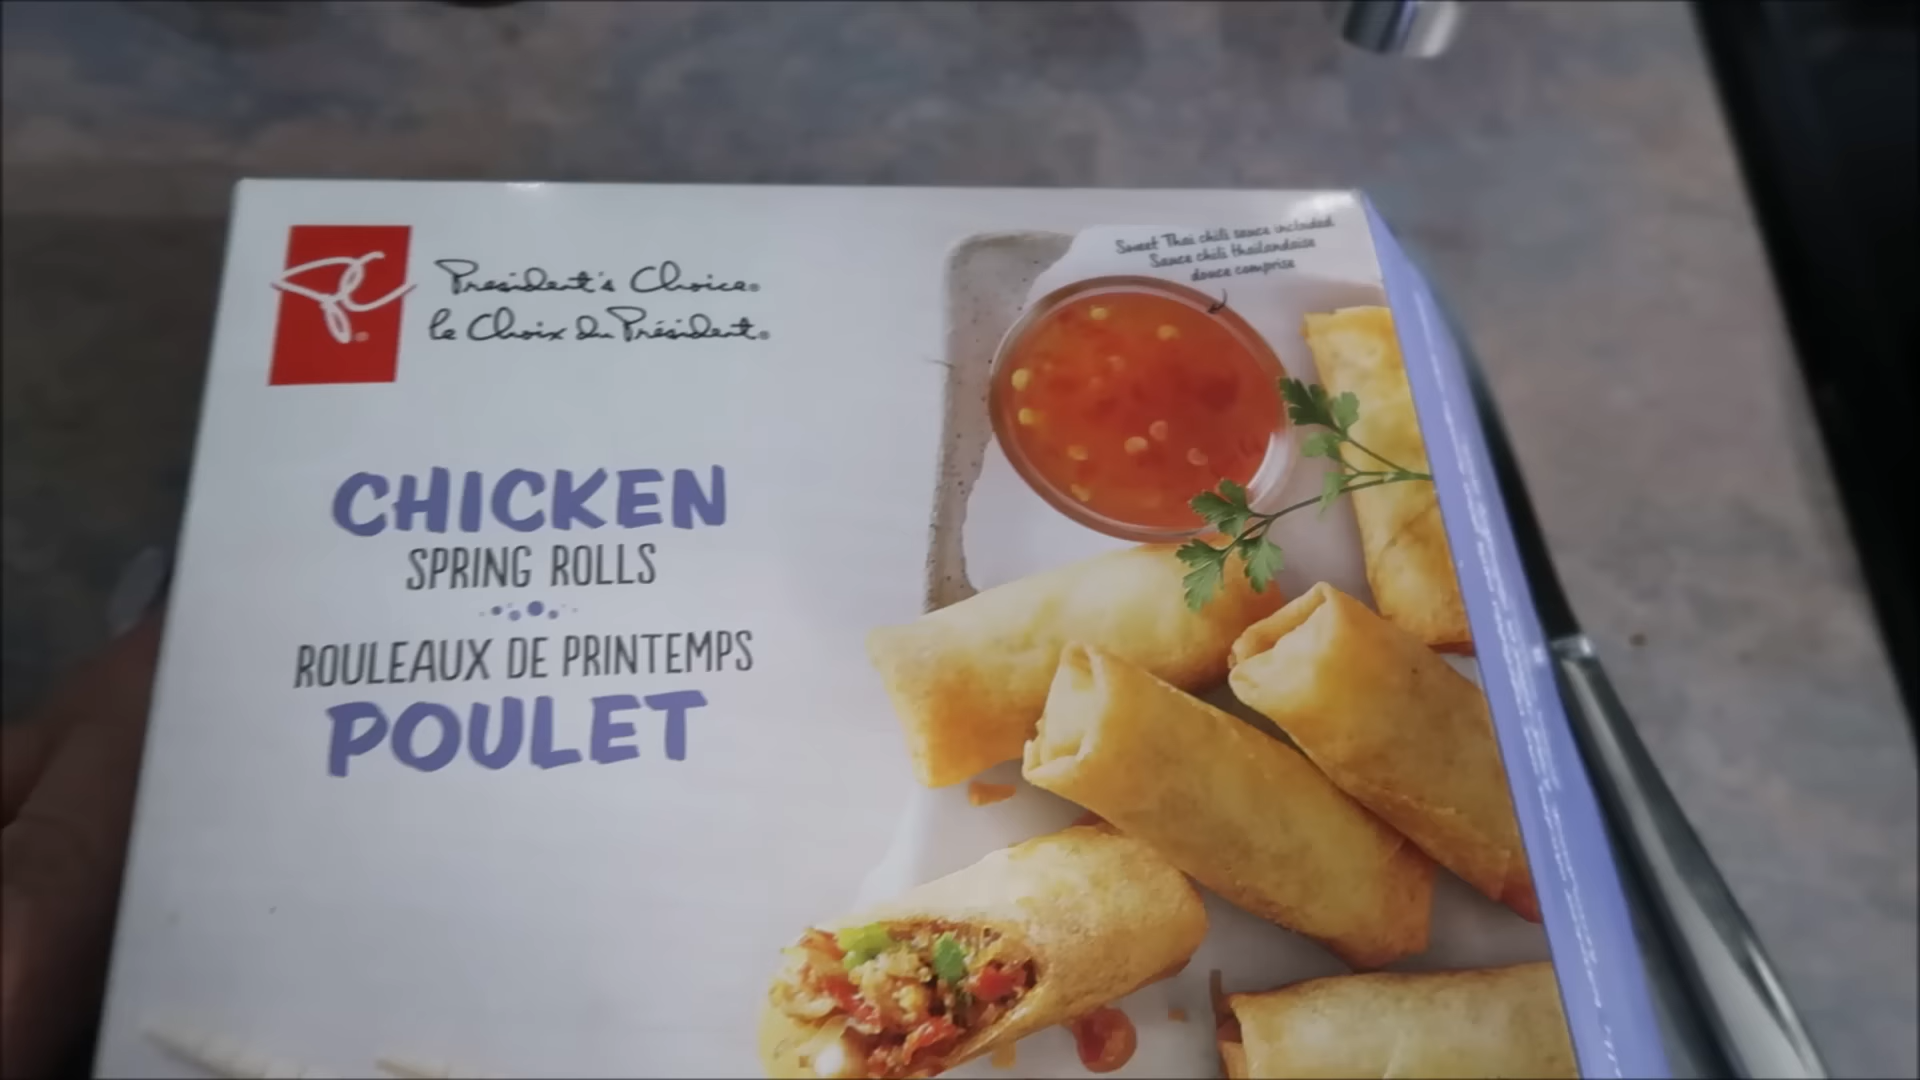 President's Choice®
le Choix du Président®
Sweet Thai chili sauce included
Sauce chili thaïlandaise
douce comprise
CHICKEN
SPRING ROLLS
ROULEAUX DE PRINTEMPS
POULET